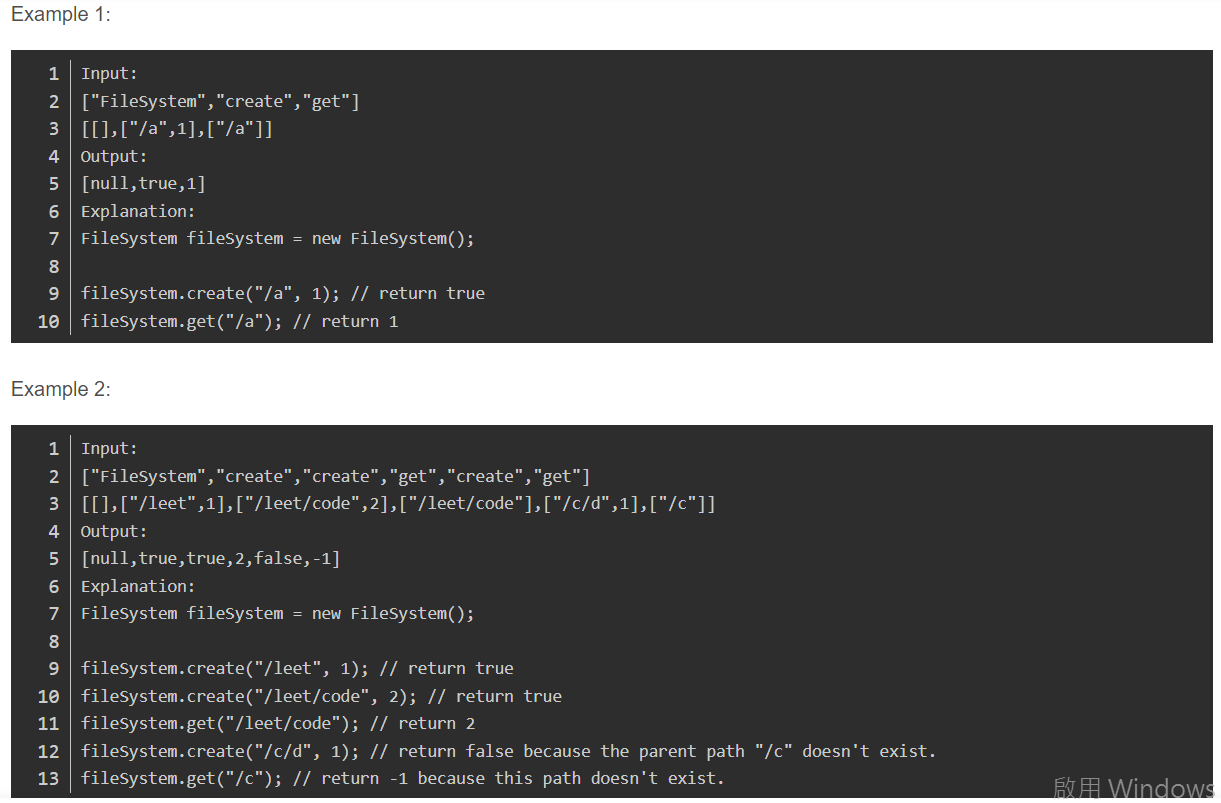 Example 1:
1 Input:
2 ["FileSystem","create","get"]
3 [[],["/a",1],["/a"]]
4 Output:
5 [null,true,1]
6 Explanation:
7 FileSystem fileSystem = new FileSystem();
8
9 fileSystem.create("/a", 1); // return true
10 fileSystem.get("/a"); // return 1
Example 2:
1 Input:
2 ["FileSystem","create","create","get","create","get"]
3 [[],["/leet",1],["/leet/code",2],["/leet/code"],["/c/d",1],["/c"]]
4 Output:
5 [null,true,true,2,false,-1]
6 Explanation:
7 FileSystem fileSystem = new FileSystem();
8
9 fileSystem.create("/leet", 1); // return true
10 fileSystem.create("/leet/code", 2); // return true
11 fileSystem.get("/leet/code"); // return 2
12 fileSystem.create("/c/d", 1); // return false because the parent path "/c" doesn't exist.
13 fileSystem.get("/c"); // return -1 because this path doesn't exist.
啟用 Windows